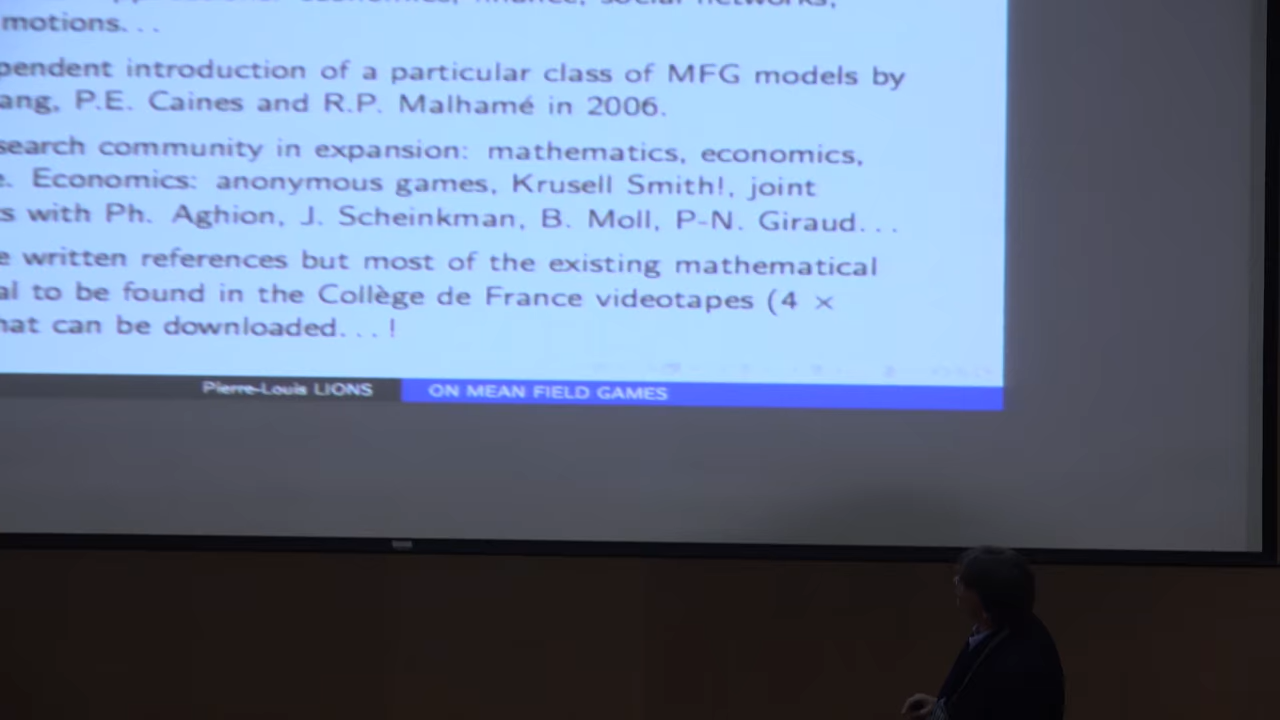 motions...
pendent introduction of a particular class of MFG models by
ang, P.E. Caines and R.P. Malhamé in 2006.
search community in expansion: mathematics, economics,
e. Economics: anonymous games, Krusell Smith!, joint
s with Ph. Aghion, J. Scheinkman, B. Moll, P-N. Giraud...
e written references but most of the existing mathematical
al to be found in the Collège de France videotapes (4 ×
hat can be downloaded...!
Pierre-Louis LIONS ON MEAN FIELD GAMES